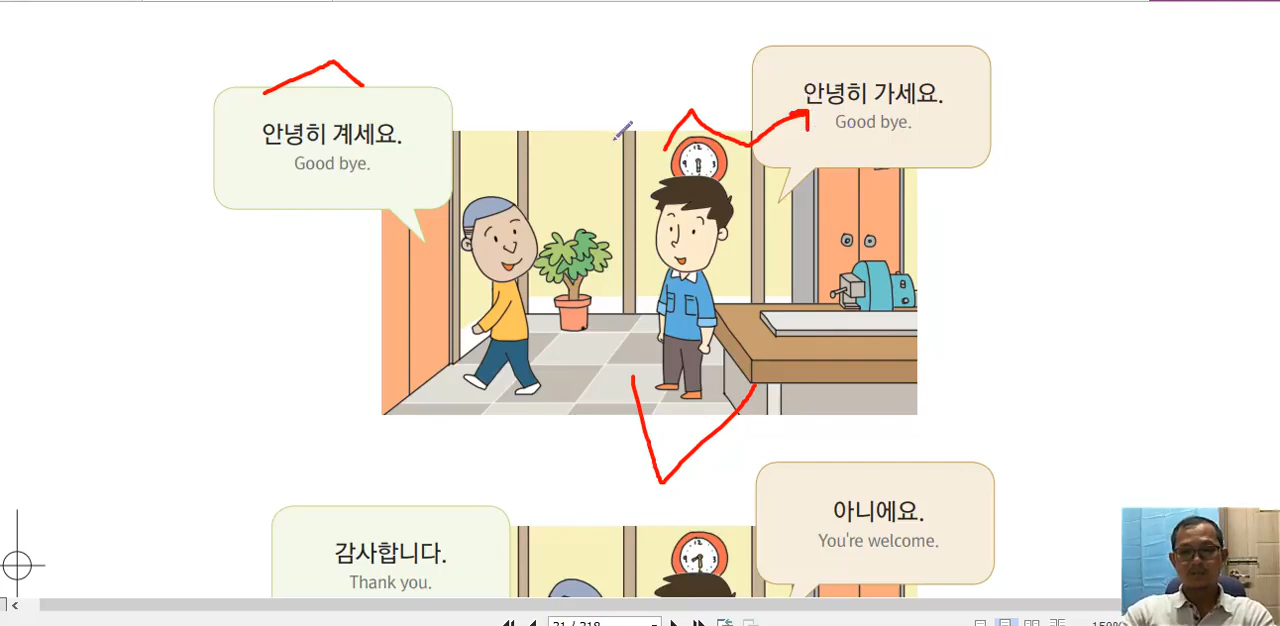 안녕히 계세요.
Good bye.
안녕히 가세요.
Good bye.
감사합니다.
Thank you.
아니에요.
You're welcome.